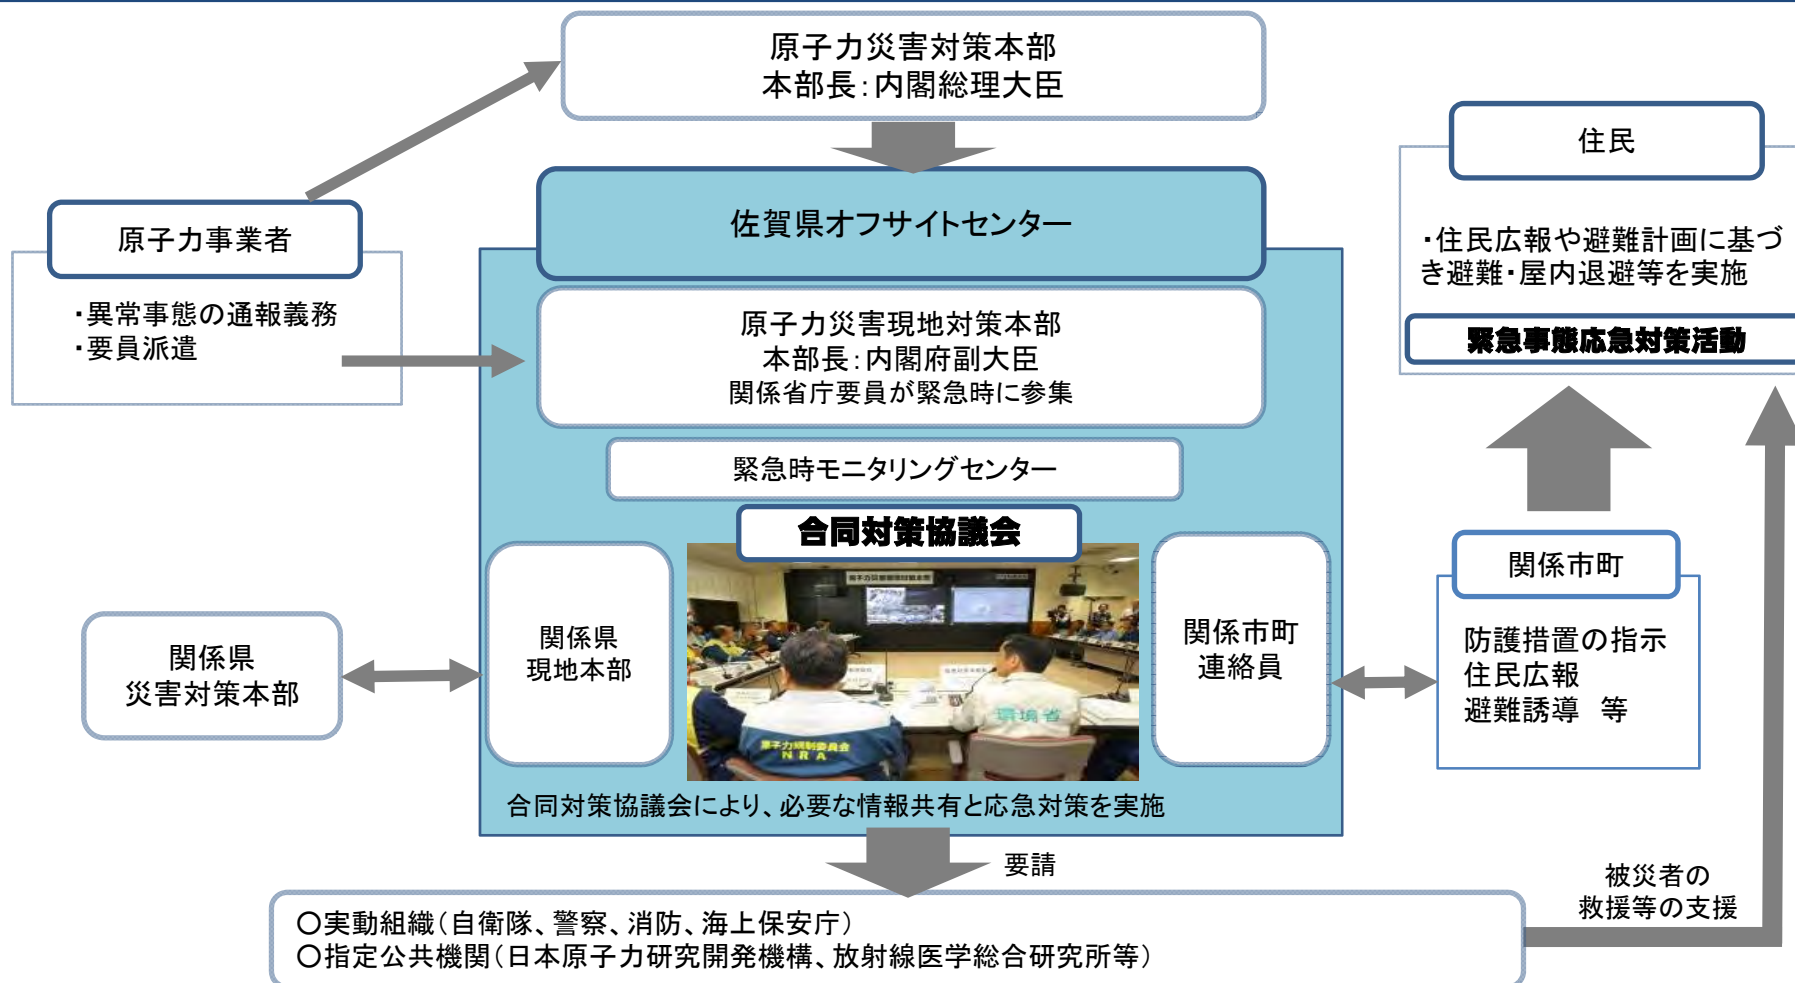 原子力災害対策本部
本部長：内閣総理大臣
住民
・住民広報や避難計画に基づ
き避難・屋内退避等を実施
緊急事態応急対策活動
原子力事業者
・異常事態の通報義務
・要員派遣
佐賀県オフサイトセンター
原子力災害現地対策本部
本部長：内閣府副大臣
関係省庁要員が緊急時に参集
緊急時モニタリングセンター
合同対策協議会
関係県
災害対策本部
関係県
現地本部
原子力規制委員会
NRA
環境省
関係市町
連絡員
関係市町
防護措置の指示
住民広報
避難誘導　等
合同対策協議会により、必要な情報共有と応急対策を実施
要請
○実動組織（自衛隊、警察、消防、海上保安庁）
○指定公共機関（日本原子力研究開発機構、放射線医学総合研究所等）
被災者の
救援等の支援